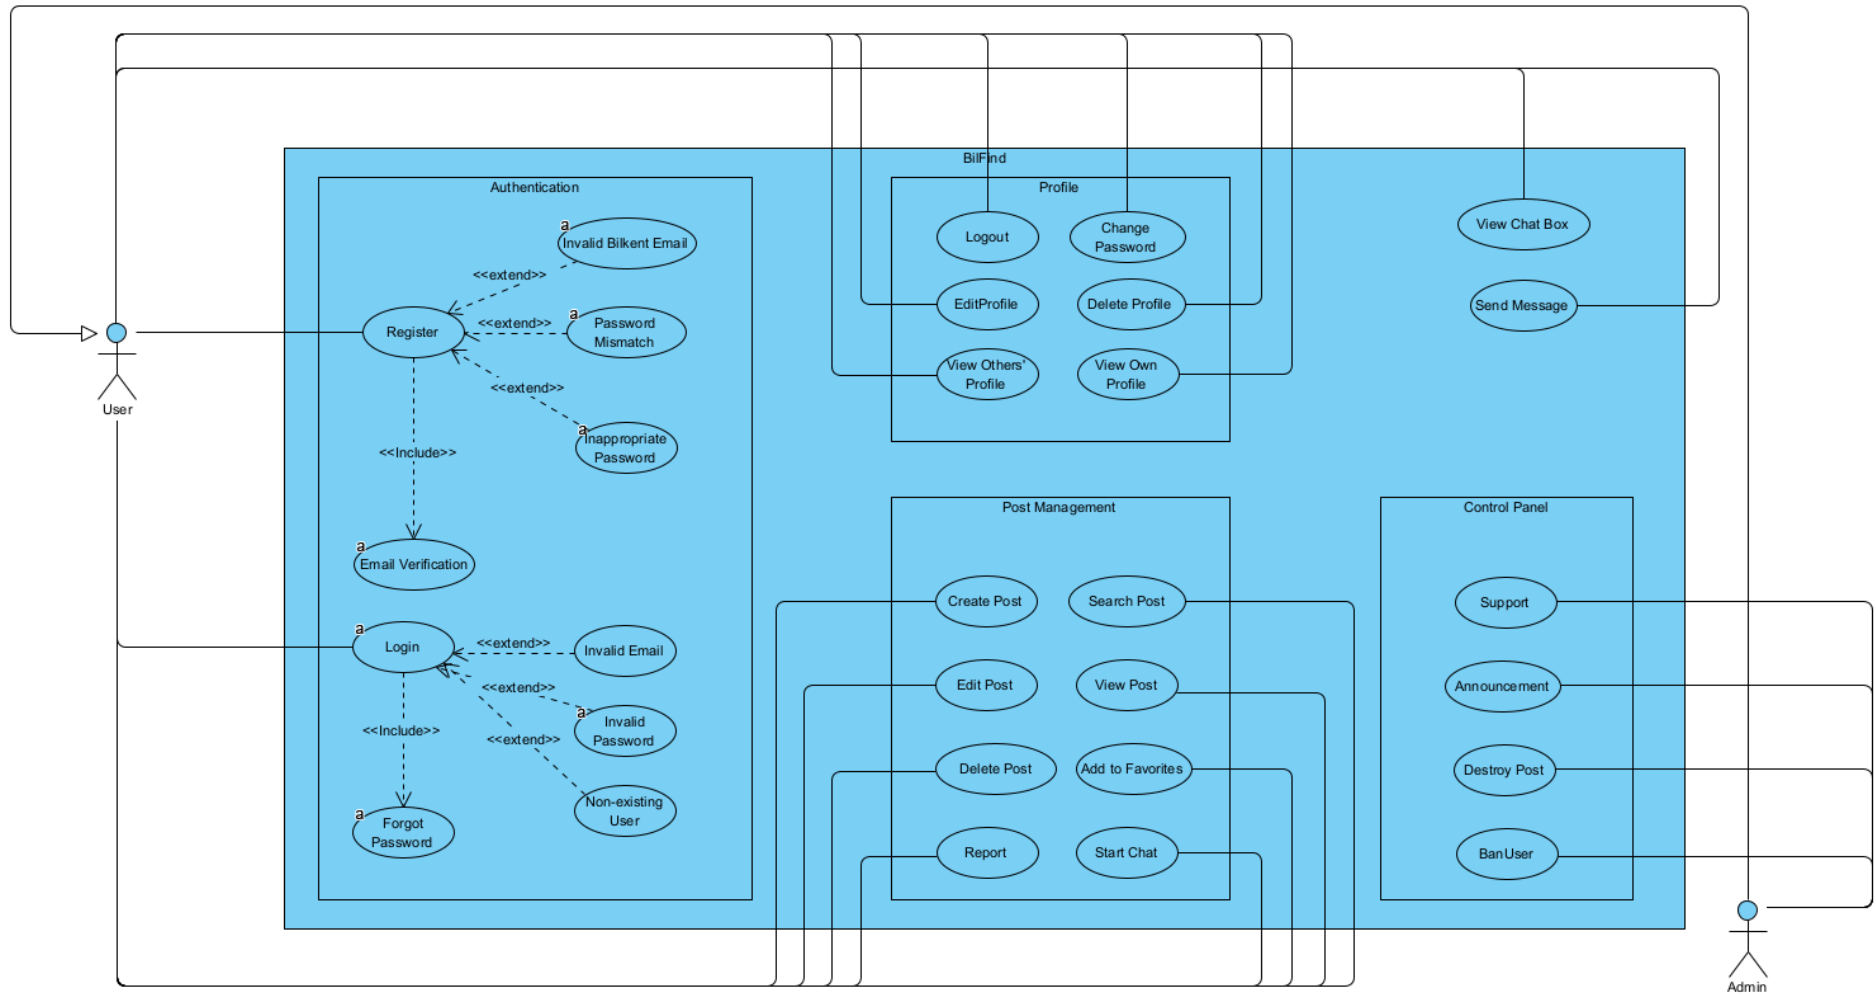 BilFind
Authentication
a
Invalid Bilkent Email
<<extend>>
Register
<<extend>>
a
Password
Mismatch
<<extend>>
a
Inappropriate
Password
<<Include>>
a
Email Verification
a
Login
<<extend>>
Invalid Email
<<extend>>
a
Invalid
Password
<<extend>>
<<Include>>
Non-existing
User
a
Forgot
Password
User
Profile
Logout
Change
Password
EditProfile
Delete Profile
View Others'
Profile
View Own
Profile
View Chat Box
Send Message
Post Management
Create Post
Search Post
Edit Post
View Post
Delete Post
Add to Favorites
Report
Start Chat
Control Panel
Support
Announcement
Destroy Post
BanUser
Admin